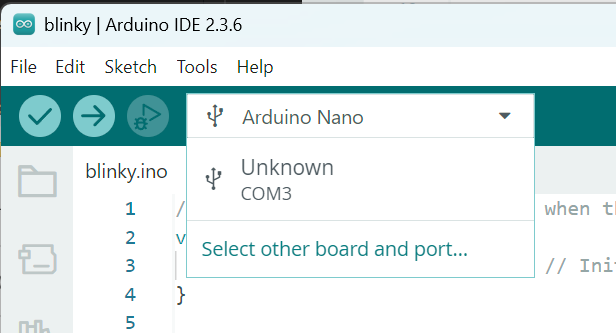 blinky | Arduino IDE 2.3.6
File Edit Sketch Tools Help
Arduino Nano
Unknown
COM3
Select other board and port...
blinky.ino
1 / when th
2 v
3 // Init
4 }
5